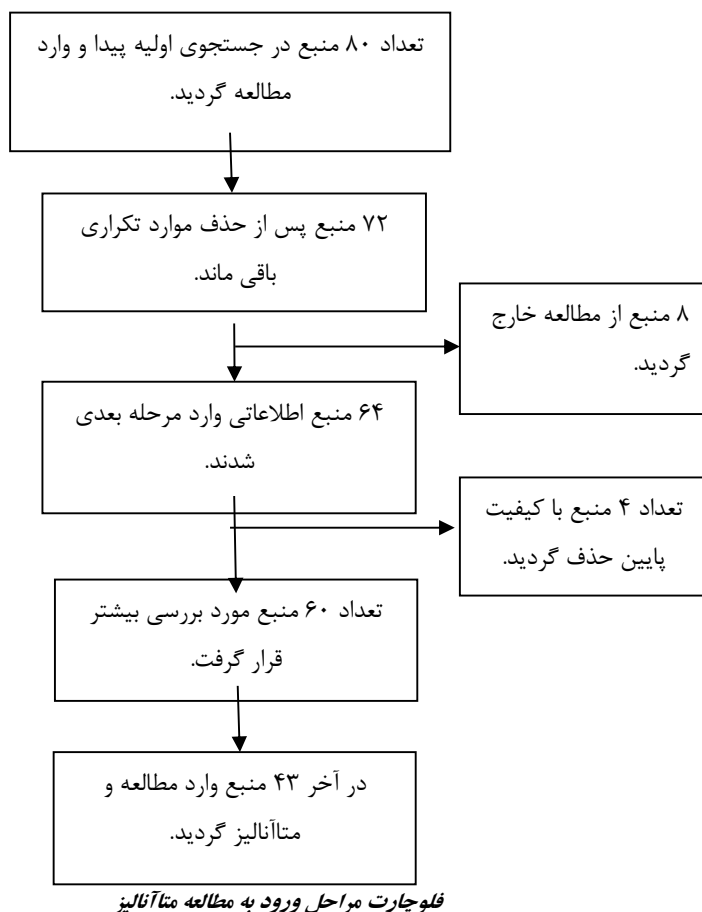 تعداد ۸۰ منبع در جستجوی اولیه پیدا و وارد
مطالعه گردید.
۷۲ منبع پس از حذف موارد تکراری
باقی ماند.
۸ منبع از مطالعه خارج
گردید.
۶۴ منبع اطلاعاتی وارد مرحله بعدی
شدند.
تعداد ۴ منبع با کیفیت
پایین حذف گردید.
تعداد ۶۰ منبع مورد بررسی بیشتر
قرار گرفت.
در آخر ۴۳ منبع وارد مطالعه و
متاآنالیز گردید.
فلوچارت مراحل ورود به مطالعه متاآنالیز